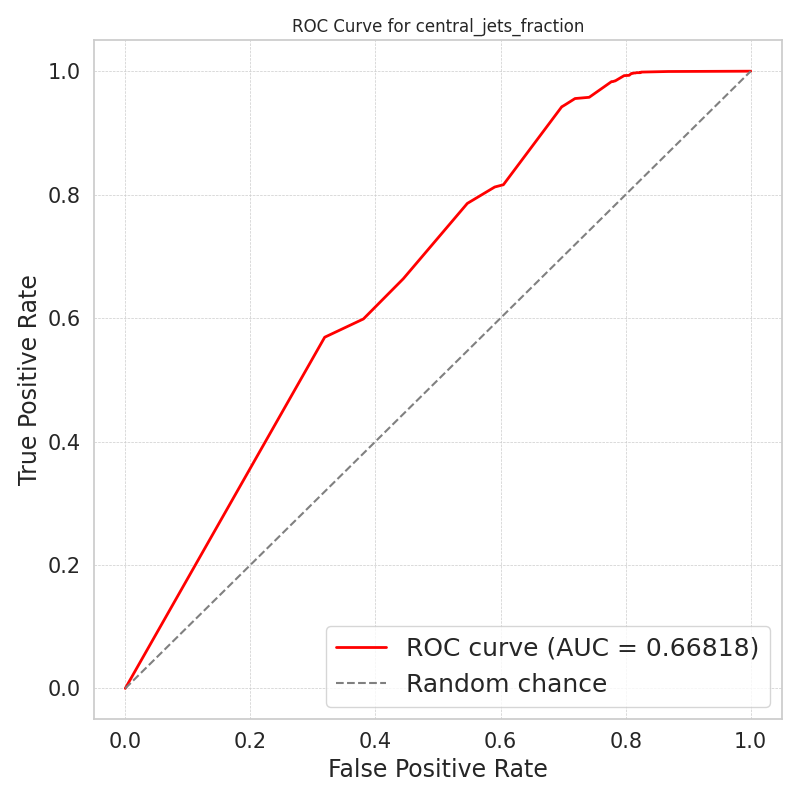 ROC Curve for central_jets_fraction
True Positive Rate
1.0
0.8
0.6
0.4
0.2
0.0
ROC curve (AUC = 0.66818)
Random chance
0.0 0.2 0.4 0.6 0.8 1.0
False Positive Rate